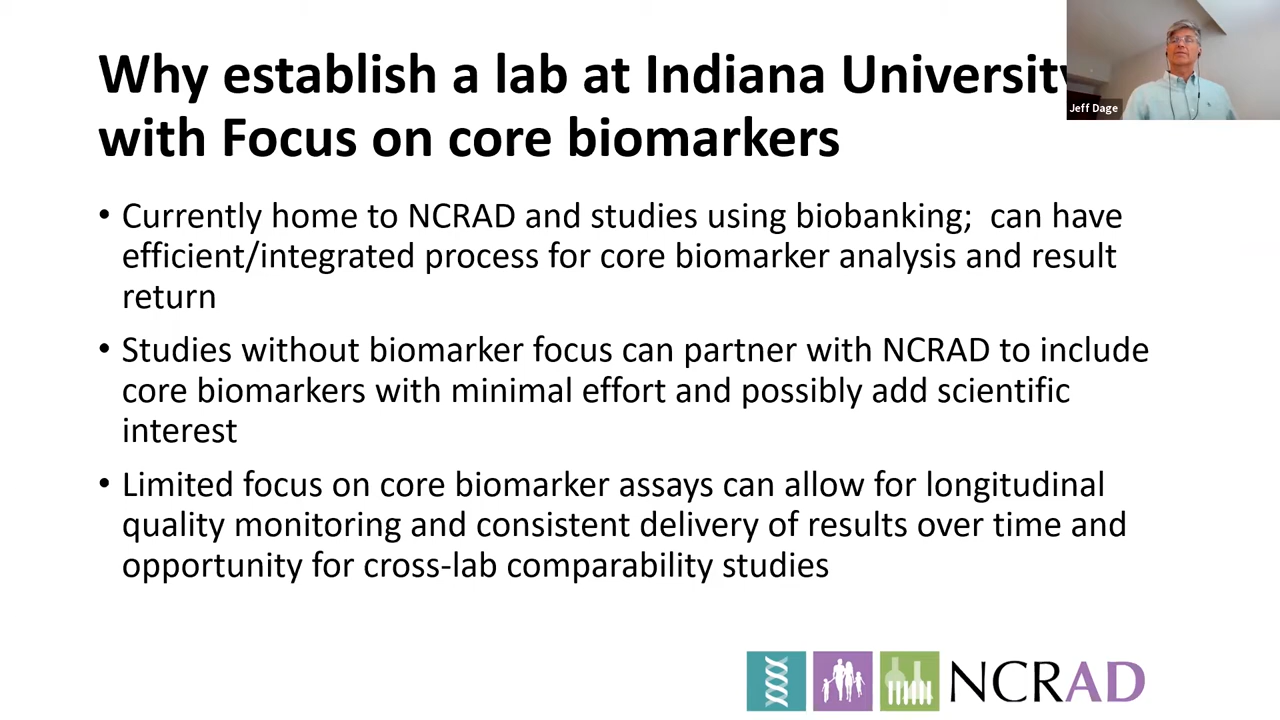 Why establish a lab at Indiana University
with Focus on core biomarkers
Jeff Dage
• Currently home to NCRAD and studies using biobanking;  can have
efficient/integrated process for core biomarker analysis and result
return
• Studies without biomarker focus can partner with NCRAD to include
core biomarkers with minimal effort and possibly add scientific
interest
• Limited focus on core biomarker assays can allow for longitudinal
quality monitoring and consistent delivery of results over time and
opportunity for cross-lab comparability studies
NCRAD